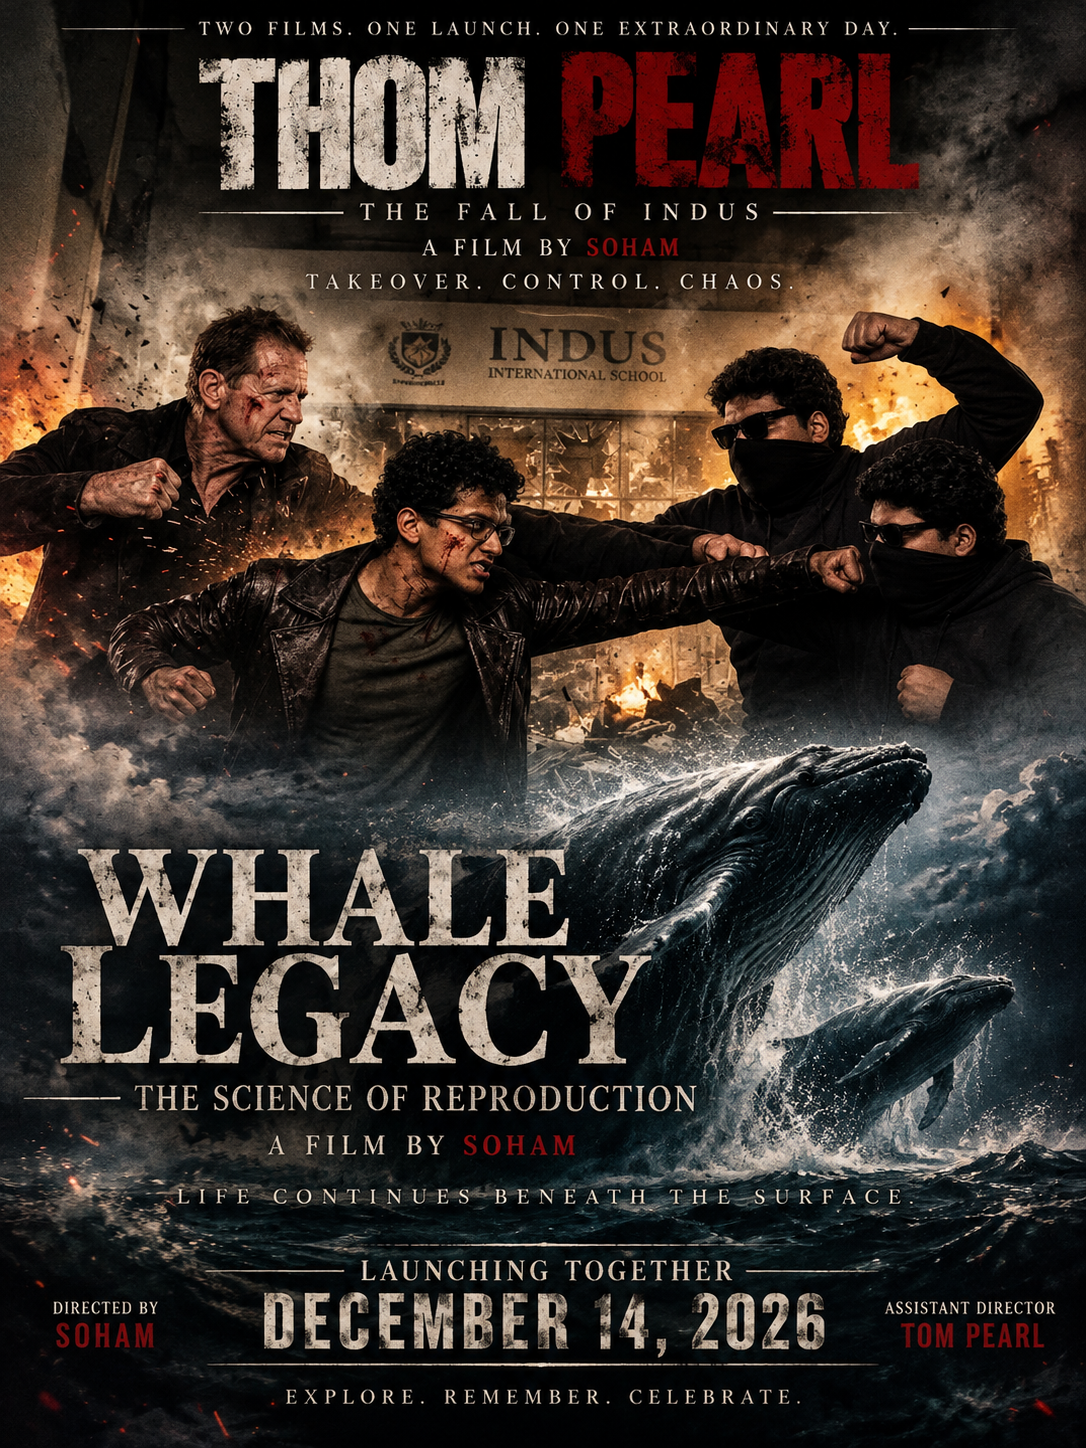 TWO FILMS. ONE LAUNCH. ONE EXTRAORDINARY DAY.
THOM PEARL
THE FALL OF INDUS
A FILM BY SOHAM
TAKEOVER. CONTROL. CHAOS.
INDUS
INTERNATIONAL SCHOOL
WHALE
LEGACY
THE SCIENCE OF REPRODUCTION
A FILM BY SOHAM
LIFE CONTINUES BENEATH THE SURFACE.
LAUNCHING TOGETHER
DECEMBER 14, 2026
DIRECTED BY
SOHAM
ASSISTANT DIRECTOR
TOM PEARL
EXPLORE. REMEMBER. CELEBRATE.